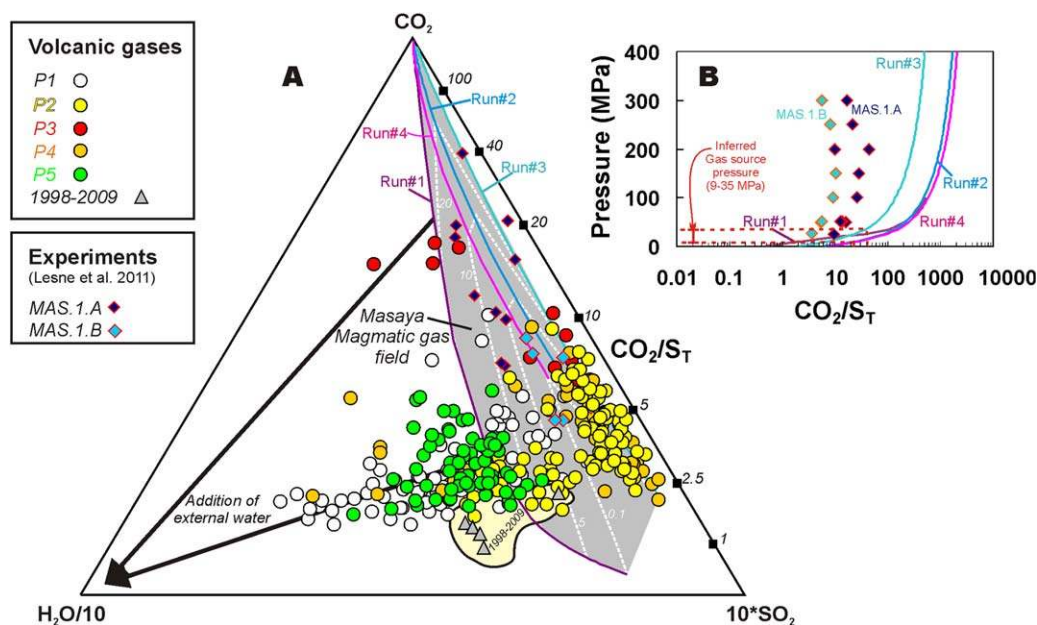 Volcanic gases
P1
P2
P3
P4
P5
1998-2009
Experiments
(Lesne et al. 2011)
MAS.1.A
MAS.1.B
A
CO₂
100
40
20
10
5
2.5
1
CO₂/Sᴛ
Run#2
Run#4
Run#3
Run#1
20
10
Masaya
Magmatic gas
field
Addition of
external water
1998-2009
5
0.1
H₂O/10
10*SO₂
B
Pressure (MPa)
400
300
200
100
0
0.01
0.1
1
10
100
1000
10000
CO₂/Sᴛ
Run#3
MAS.1.B
MAS.1.A
Inferred
Gas source
pressure
(9-35 MPa)
Run#2
Run#1
Run#4